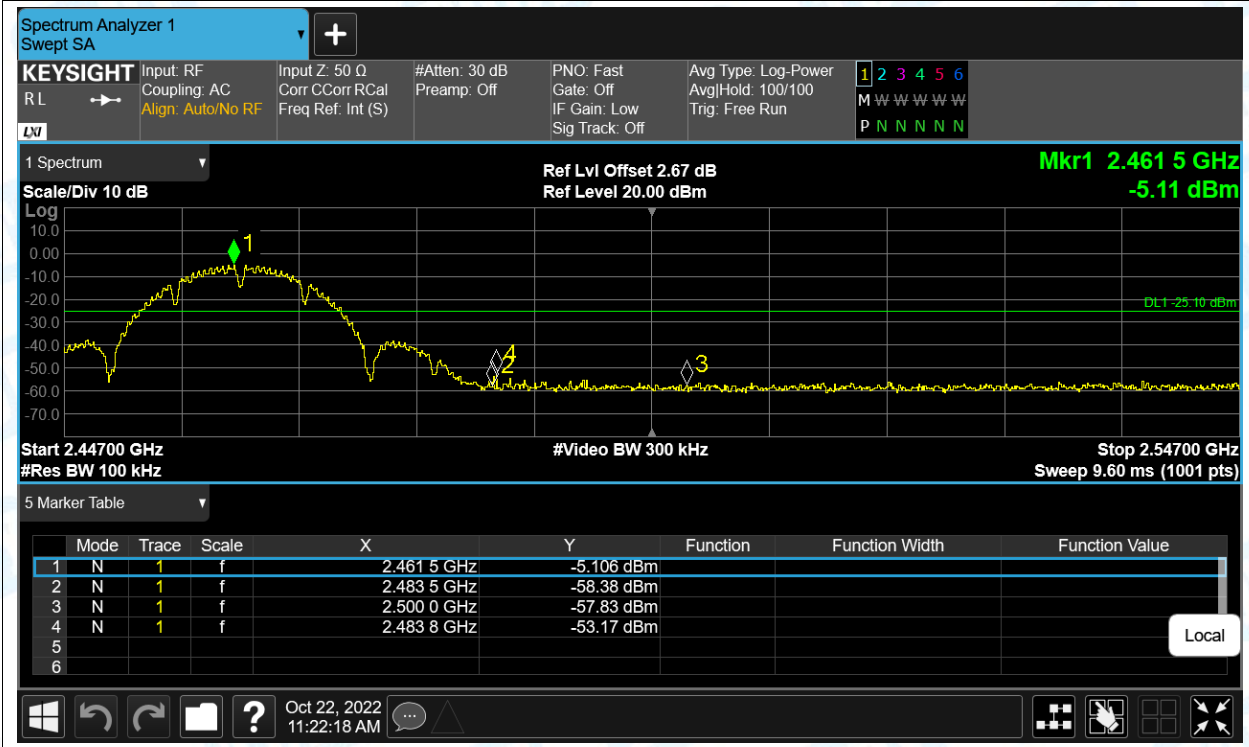 Spectrum Analyzer 1
Swept SA
+
KEYSIGHT Input: RF Input Z: 50 Ω #Atten: 30 dB PNO: Fast Avg Type: Log-Power 1 2 3 4 5 6
R L Coupling: AC Corr CCorr RCal Preamp: Off Gate: Off Avg|Hold: 100/100 M W W W W W
Align: Auto/No RF Freq Ref: Int (S) IF Gain: Low Trig: Free Run
LXI Sig Track: Off P N N N N N
1 Spectrum Ref Lvl Offset 2.67 dB Mkr1 2.461 5 GHz
Scale/Div 10 dB Ref Level 20.00 dBm -5.11 dBm
Log
10.0
0.00
-10.0
-20.0
-30.0
-40.0
-50.0
-60.0
-70.0
1
DL1 -25.10 dBm
4
2
3
Start 2.44700 GHz #Video BW 300 kHz Stop 2.54700 GHz
#Res BW 100 kHz Sweep 9.60 ms (1001 pts)
5 Marker Table
Mode Trace Scale X Y Function Function Width Function Value
1 N 1 f 2.461 5 GHz -5.106 dBm
2 N 1 f 2.483 5 GHz -58.38 dBm
3 N 1 f 2.500 0 GHz -57.83 dBm
4 N 1 f 2.483 8 GHz -53.17 dBm
5
6
Local
? Oct 22, 2022
11:22:18 AM